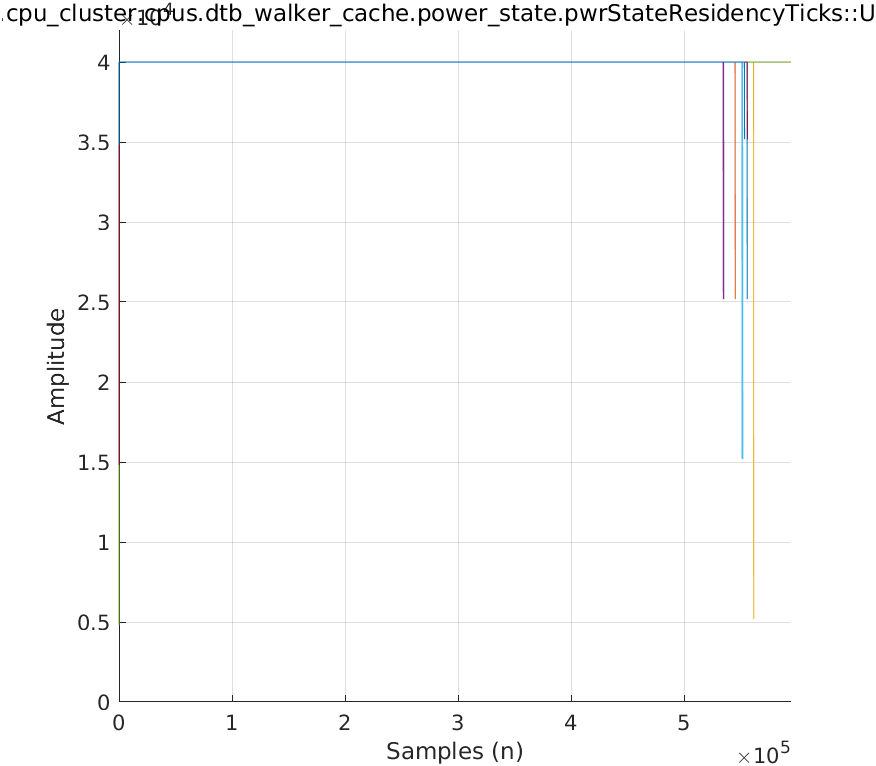 .cpu_cluster.cpus.dtb_walker_cache.power_state.pwrStateResidencyTicks::U
×10⁴
4
3.5
3
2.5
2
1.5
1
0.5
0
Amplitude
0 1 2 3 4 5
Samples (n)
×10⁵